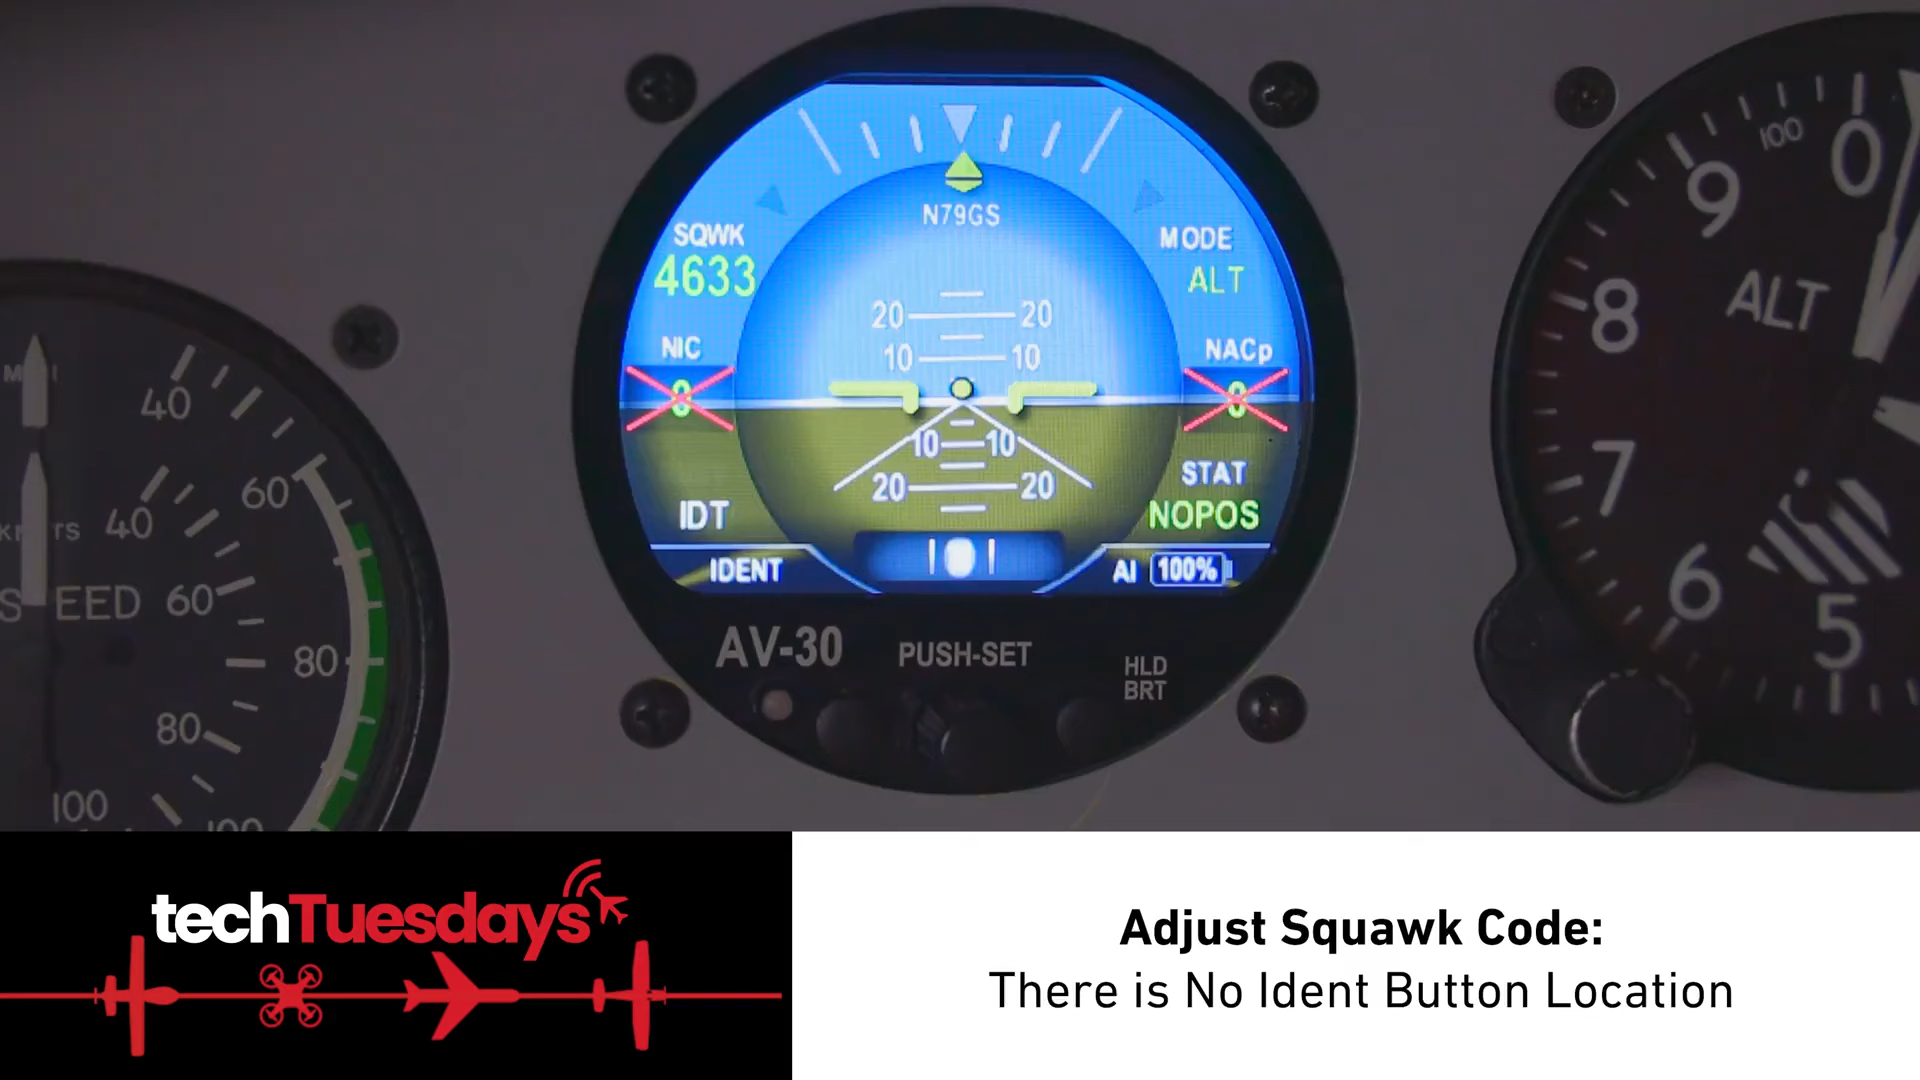 N79GS
SQWK
4633
MODE
ALT
20 20
10 10
NIC
0
NACp
0
10 10
20 20
IDT
STAT
NOPOS
IDENT
AI 100%
AV-30
PUSH-SET
HLD
BRT
40
60
40
60
80
80
100
100
0
9
ALT
8
7
6
5
techTuesdays
Adjust Squawk Code:
There is No Ident Button Location